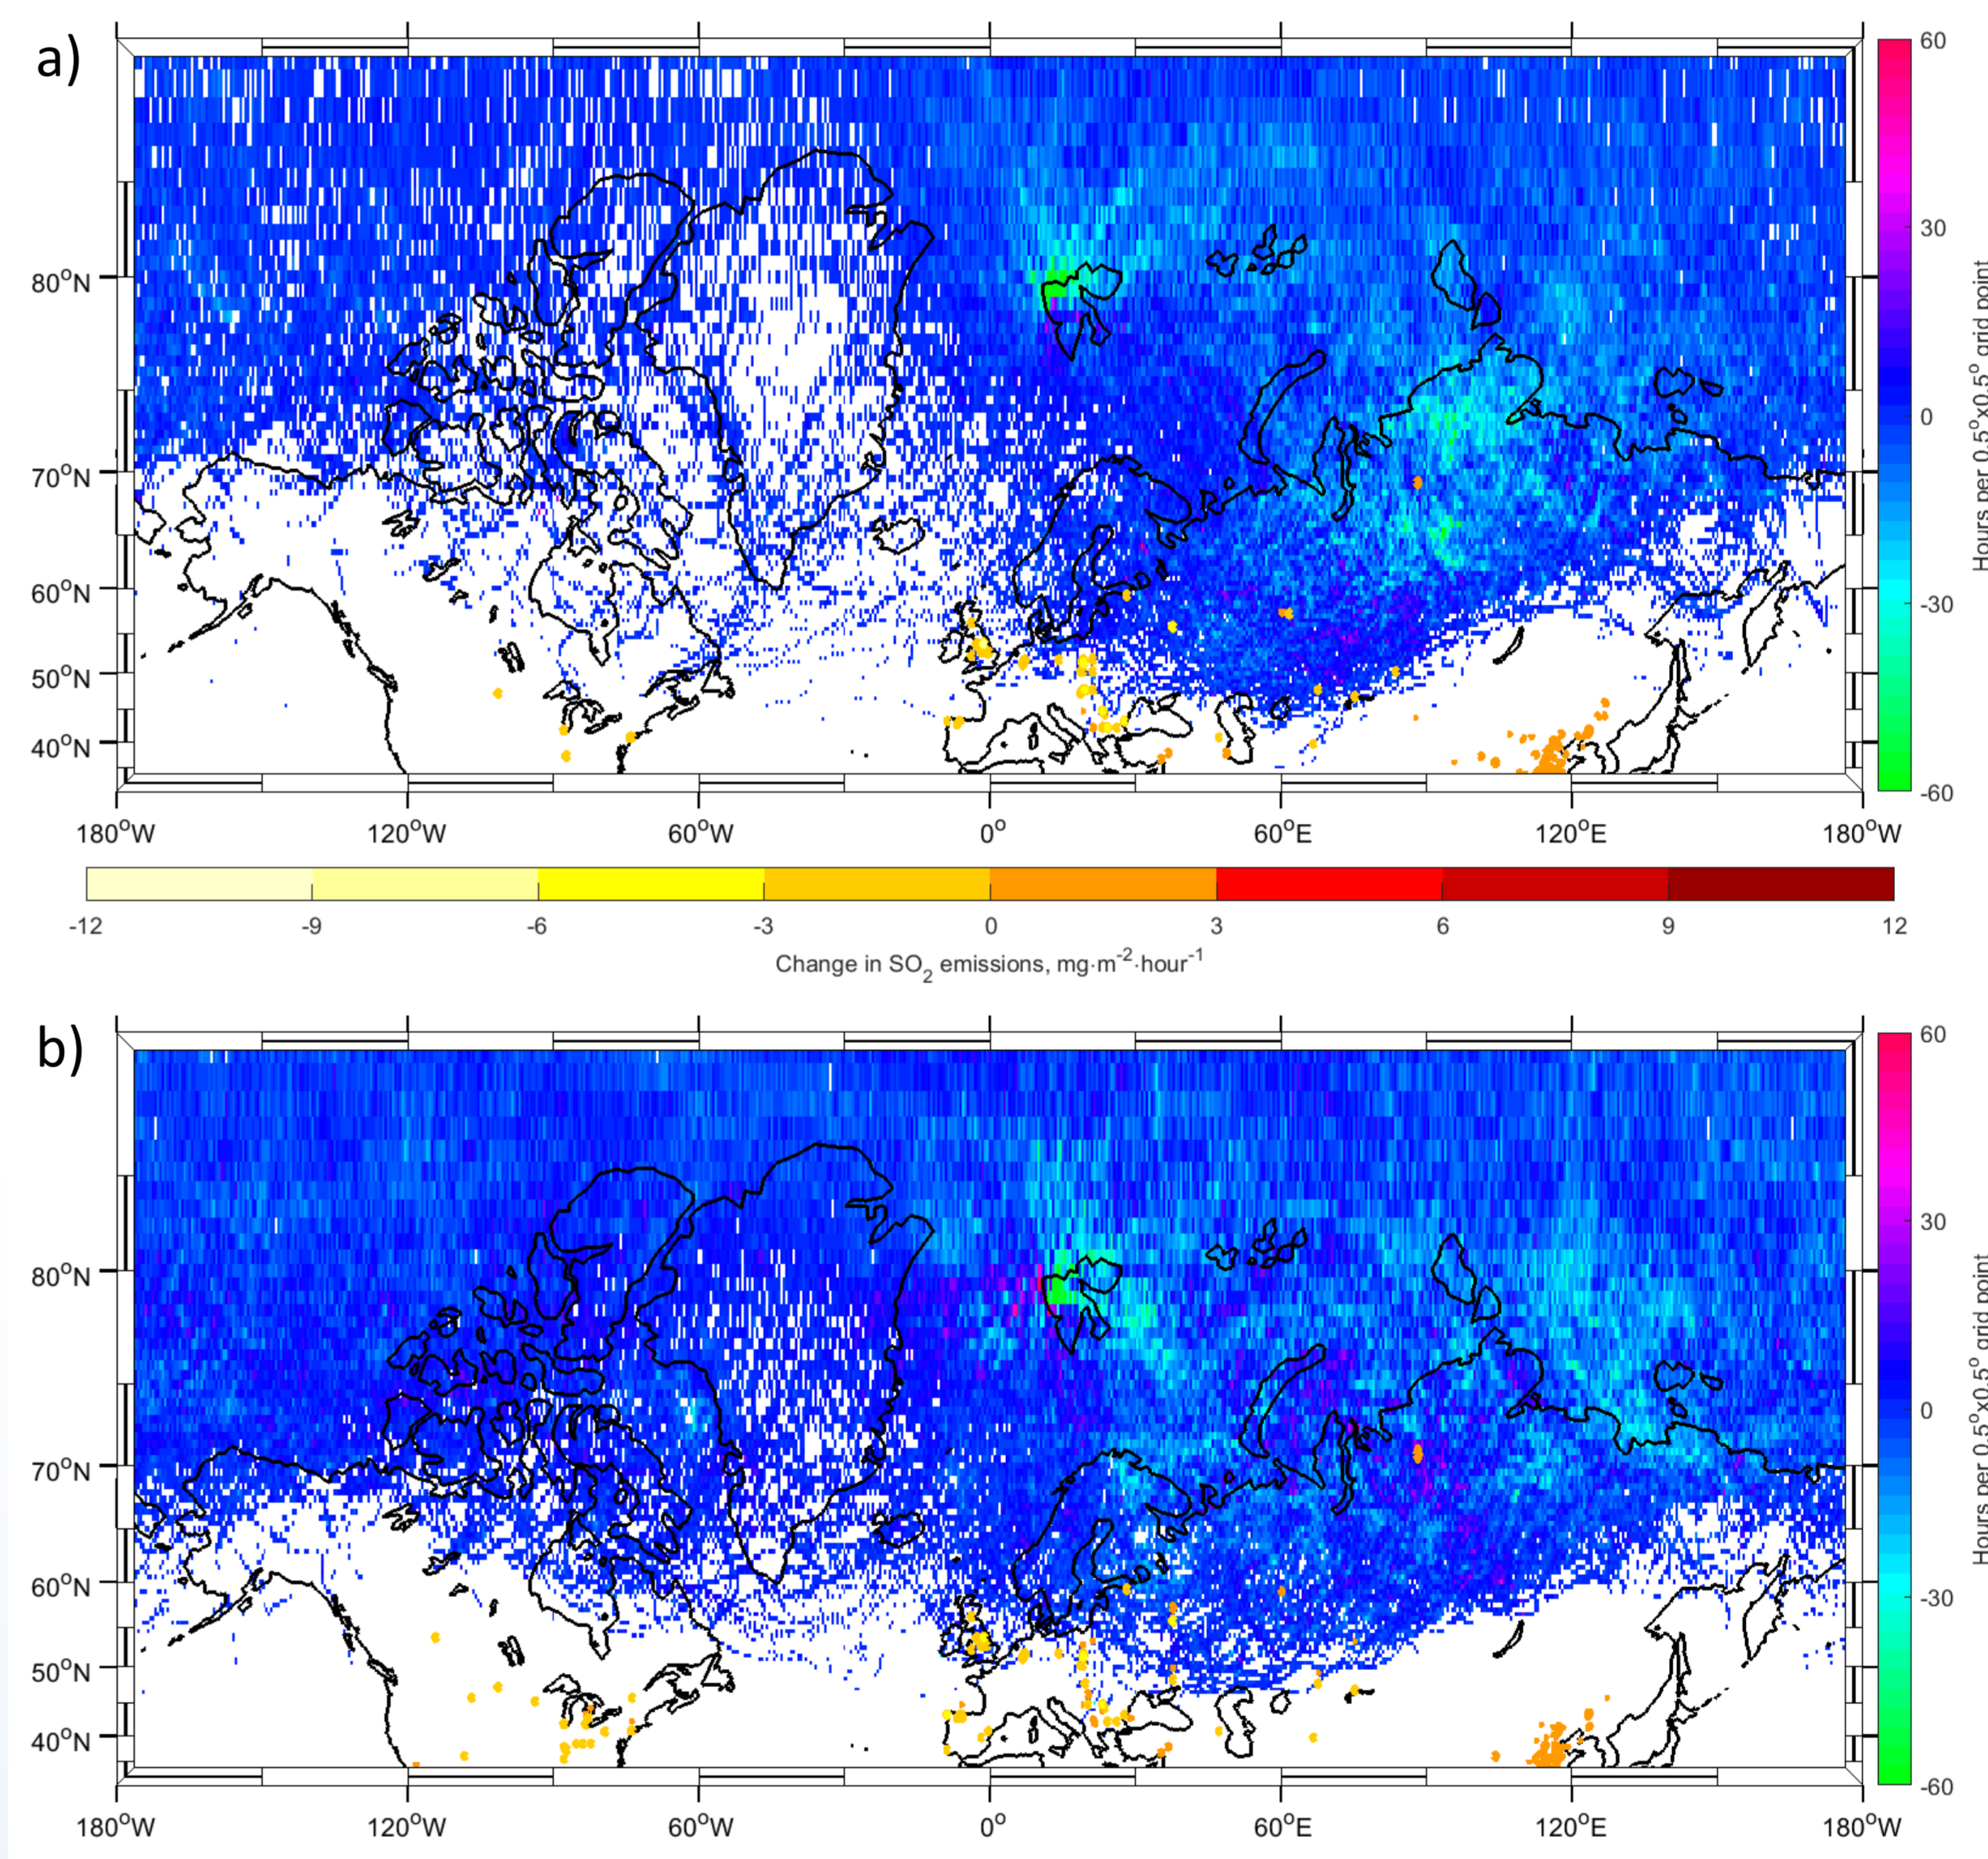 a)
80°N
70°N
60°N
50°N
40°N
180°W 120°W 60°W 0° 60°E 120°E 180°W
60
30
0
-30
-60
Hours per 0.5°x0.5° grid point
-12 -9 -6 -3 0 3 6 9 12
Change in SO₂ emissions, mg·m⁻²·hour⁻¹
b)
80°N
70°N
60°N
50°N
40°N
180°W 120°W 60°W 0° 60°E 120°E 180°W
60
30
0
-30
-60
Hours per 0.5°x0.5° grid point